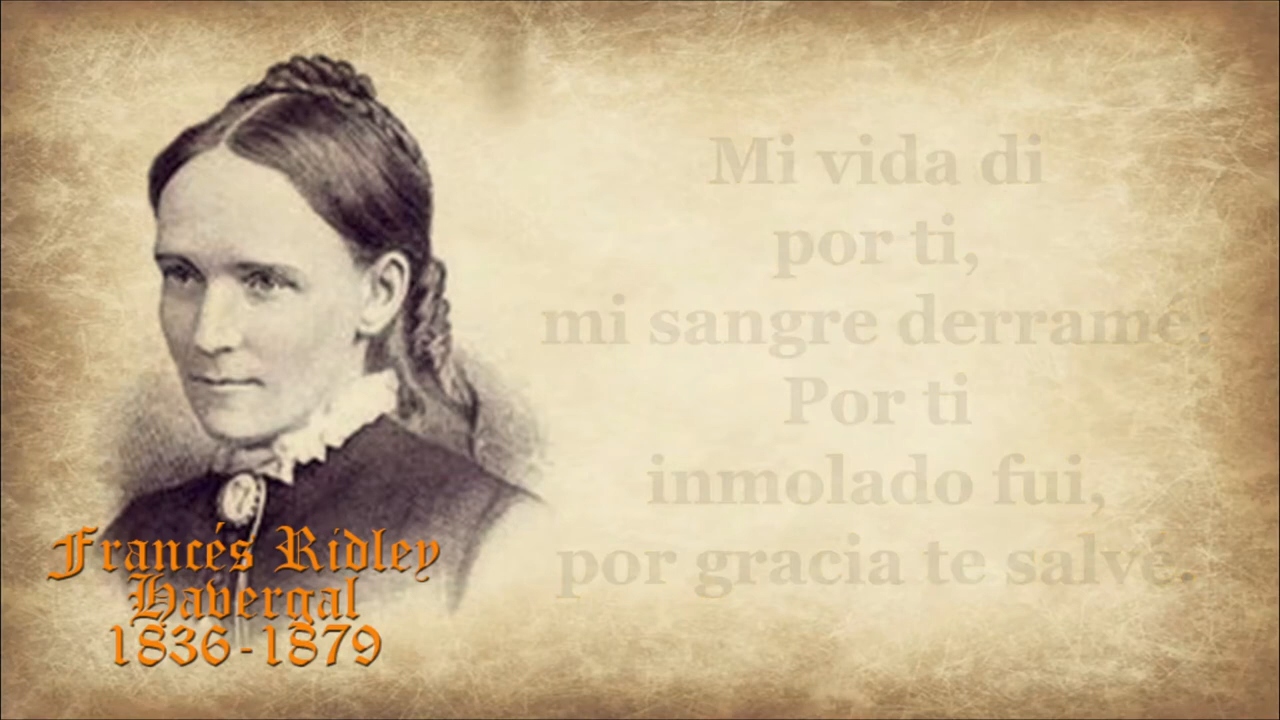 Mi vida di
por ti,
mi sangre derramé.
Por ti
inmolado fui,
por gracia te salvé.
Francés Ridley
Havergal
1836-1879